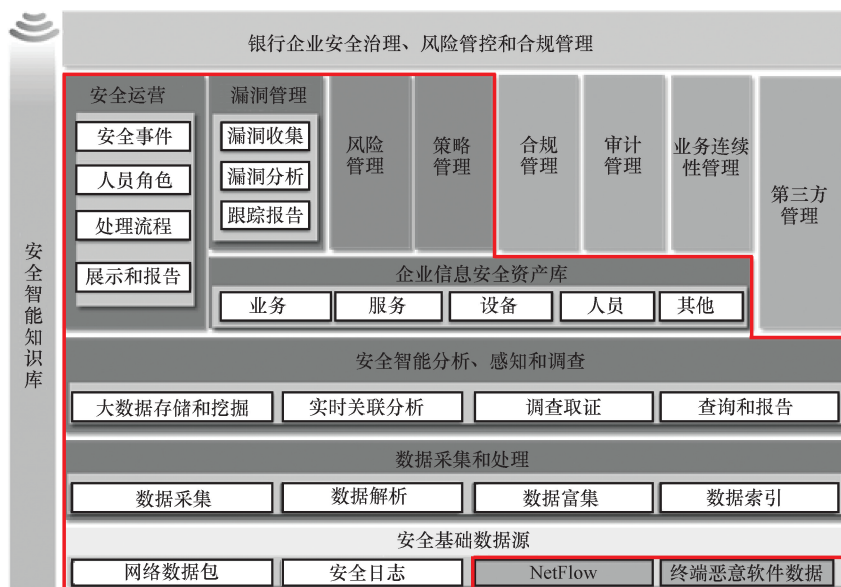 银行企业安全治理、风险管控和合规管理
安全智能知识库
安全运营
安全事件
人员角色
处理流程
展示和报告
漏洞管理
漏洞收集
漏洞分析
跟踪报告
风险
管理
策略
管理
合规
管理
审计
管理
业务连续
性管理
第三方
管理
企业信息安全资产库
业务
服务
设备
人员
其他
安全智能分析、感知和调查
大数据存储和挖掘
实时关联分析
调查取证
查询和报告
数据采集和处理
数据采集
数据解析
数据富集
数据索引
安全基础数据源
网络数据包
安全日志
NetFlow
终端恶意软件数据